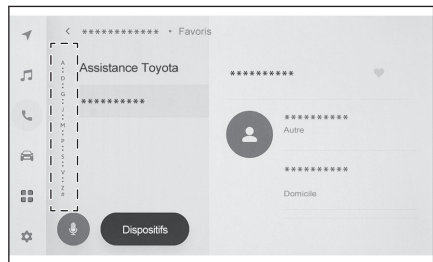 ************ • Favoris
A
D
G
J
M
P
S
V
Z
#
Assistance Toyota
**********
**********
**********
Autre
**********
Domicile
Dispositifs